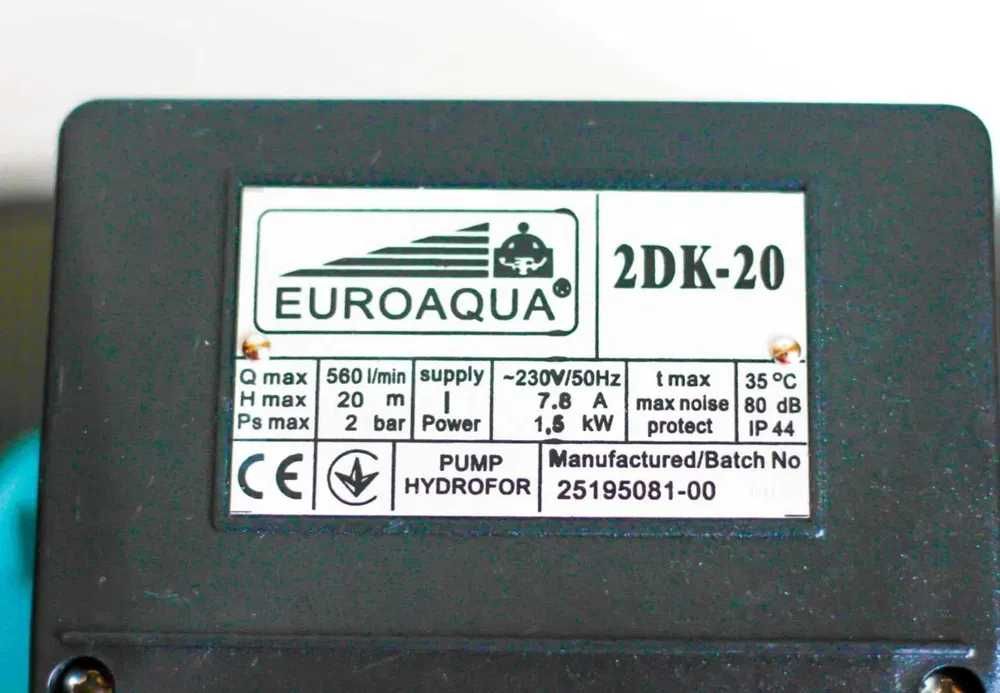 EUROAQUA®
2DK-20
Q max 560 l/min supply ~230V/50Hz t max 35 °C
H max 20 m I 7.8 A max noise 80 dB
Ps max 2 bar Power 1,5 kW protect IP 44
CE PUMP HYDROFOR Manufactured/Batch No
25195081-00